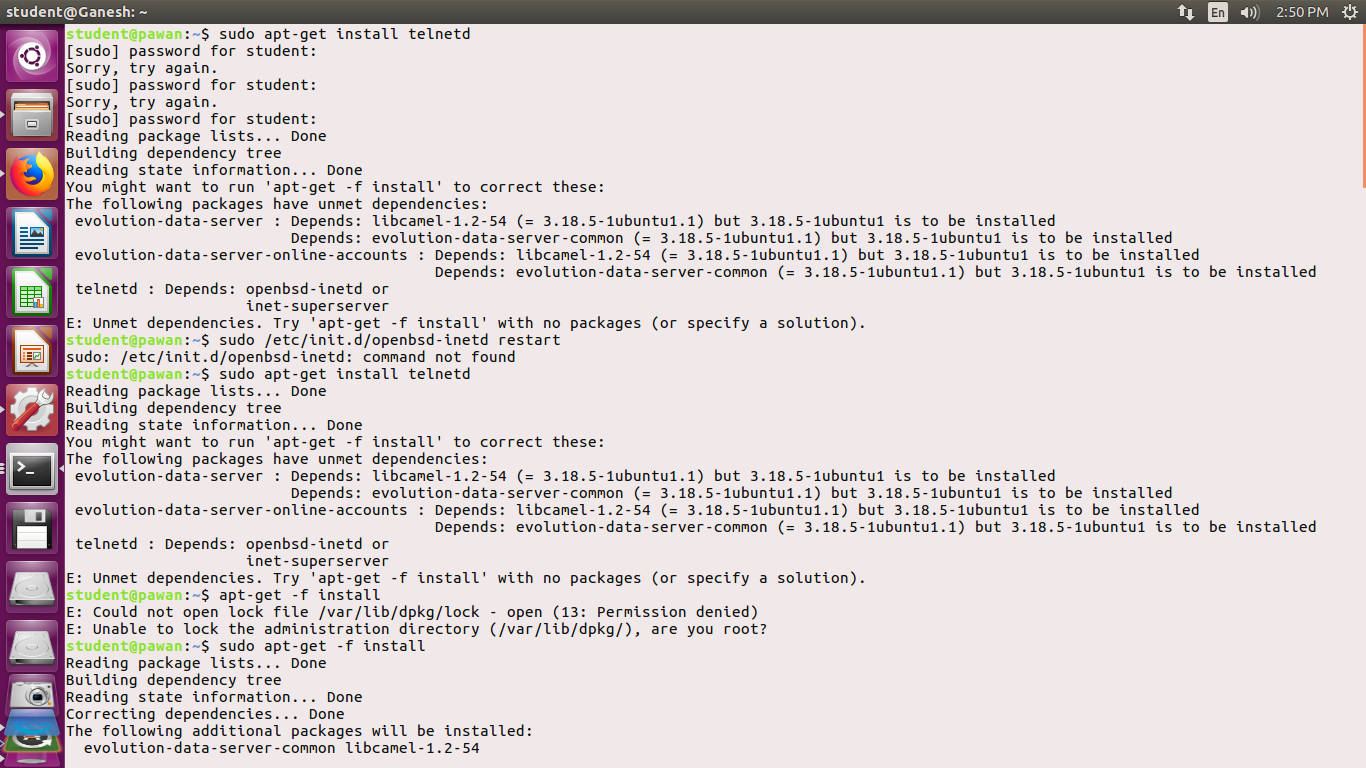 student@Ganesh: ~
En
2:50 PM
student@pawan:~$ sudo apt-get install telnetd
[sudo] password for student:
Sorry, try again.
[sudo] password for student:
Sorry, try again.
[sudo] password for student:
Reading package lists... Done
Building dependency tree
Reading state information... Done
You might want to run 'apt-get -f install' to correct these:
The following packages have unmet dependencies:
 evolution-data-server : Depends: libcamel-1.2-54 (= 3.18.5-1ubuntu1.1) but 3.18.5-1ubuntu1 is to be installed
                         Depends: evolution-data-server-common (= 3.18.5-1ubuntu1.1) but 3.18.5-1ubuntu1 is to be installed
 evolution-data-server-online-accounts : Depends: libcamel-1.2-54 (= 3.18.5-1ubuntu1.1) but 3.18.5-1ubuntu1 is to be installed
                                         Depends: evolution-data-server-common (= 3.18.5-1ubuntu1.1) but 3.18.5-1ubuntu1 is to be installed
 telnetd : Depends: openbsd-inetd or
                    inet-superserver
E: Unmet dependencies. Try 'apt-get -f install' with no packages (or specify a solution).
student@pawan:~$ sudo /etc/init.d/openbsd-inetd restart
sudo: /etc/init.d/openbsd-inetd: command not found
student@pawan:~$ sudo apt-get install telnetd
Reading package lists... Done
Building dependency tree
Reading state information... Done
You might want to run 'apt-get -f install' to correct these:
The following packages have unmet dependencies:
 evolution-data-server : Depends: libcamel-1.2-54 (= 3.18.5-1ubuntu1.1) but 3.18.5-1ubuntu1 is to be installed
                         Depends: evolution-data-server-common (= 3.18.5-1ubuntu1.1) but 3.18.5-1ubuntu1 is to be installed
 evolution-data-server-online-accounts : Depends: libcamel-1.2-54 (= 3.18.5-1ubuntu1.1) but 3.18.5-1ubuntu1 is to be installed
                                         Depends: evolution-data-server-common (= 3.18.5-1ubuntu1.1) but 3.18.5-1ubuntu1 is to be installed
 telnetd : Depends: openbsd-inetd or
                    inet-superserver
E: Unmet dependencies. Try 'apt-get -f install' with no packages (or specify a solution).
student@pawan:~$ apt-get -f install
E: Could not open lock file /var/lib/dpkg/lock - open (13: Permission denied)
E: Unable to lock the administration directory (/var/lib/dpkg/), are you root?
student@pawan:~$ sudo apt-get -f install
Reading package lists... Done
Building dependency tree
Reading state information... Done
Correcting dependencies... Done
The following additional packages will be installed:
  evolution-data-server-common libcamel-1.2-54